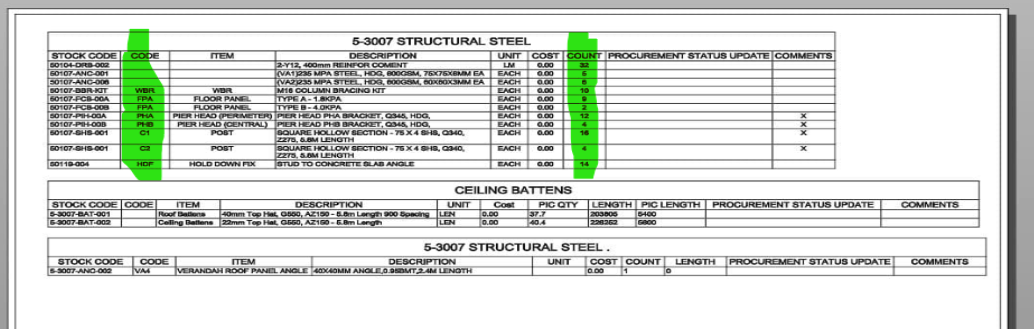 5-3007 STRUCTURAL STEEL
STOCK CODE CODE ITEM DESCRIPTION UNIT COST COUNT PROCUREMENT STATUS UPDATE COMMENTS
50104-DRB-002 2-Y12, 400mm REINFOR COMENT LM 0.00 32
50107-ANC-001 (VA1)235 MPA STEEL, HDG, 600GSM, 75X75X8MM EA EACH 0.00 5
50107-ANC-006 (VA2)235 MPA STEEL, HDG, 600GSM, 60X60X3MM EA EACH 0.00 6
50107-BBR-KIT WBR WBR M16 COLUMN BRACING KIT EACH 0.00 10
50107-FCB-00A FPA FLOOR PANEL TYPE A - 1.8KPA EACH 0.00 9
50107-FCB-00B FPA FLOOR PANEL TYPE B - 4.0KPA EACH 0.00 2
50107-PIH-00A PHA PIER HEAD (PERIMETER) PIER HEAD PHA BRACKET, Q345, HDG, EACH 0.00 12 X
50107-PIH-00B PHB PIER HEAD (CENTRAL) PIER HEAD PHB BRACKET, Q345, HDG, EACH 0.00 4 X
50107-SHS-001 C1 POST SQUARE HOLLOW SECTION - 75 X 4 SHS, Q340, EACH 0.00 16 X
Z275, 5.8M LENGTH
50107-SHS-001 C2 POST SQUARE HOLLOW SECTION - 75 X 4 SHS, Q340, EACH 0.00 4 X
Z275, 5.8M LENGTH
50119-004 HDF HOLD DOWN FIX STUD TO CONCRETE SLAB ANGLE EACH 0.00 14
CEILING BATTENS
STOCK CODE CODE ITEM DESCRIPTION UNIT Cost PIC QTY LENGTH PIC LENGTH PROCUREMENT STATUS UPDATE COMMENTS
5-3007-BAT-001 Roof Battens 40mm Top Hat, G550, AZ150 - 5.8m Length 900 Spacing LEN 0.00 37.7 203805 5400
5-3007-BAT-002 Ceiling Battens 22mm Top Hat, G550, AZ150 - 5.8m Length LEN 0.00 40.4 226252 5600
5-3007 STRUCTURAL STEEL .
STOCK CODE CODE ITEM DESCRIPTION UNIT COST COUNT LENGTH PROCUREMENT STATUS UPDATE COMMENTS
5-3007-ANG-002 VA4 VERANDAH ROOF PANEL ANGLE 40X40MM ANGLE,0.95BMT,2.4M LENGTH 0.00 1 0